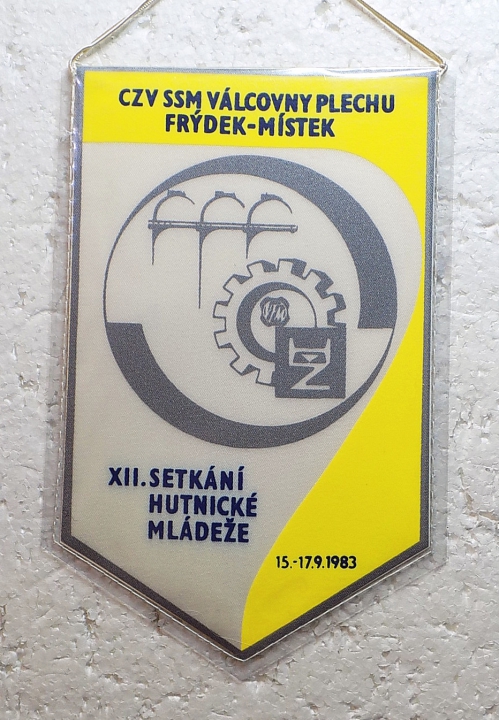 CZV SSM VÁLCOVNY PLECHU
FRÝDEK-MÍSTEK
XII. SETKÁNÍ
HUTNICKÉ
MLÁDEŽE
15.-17.9.1983